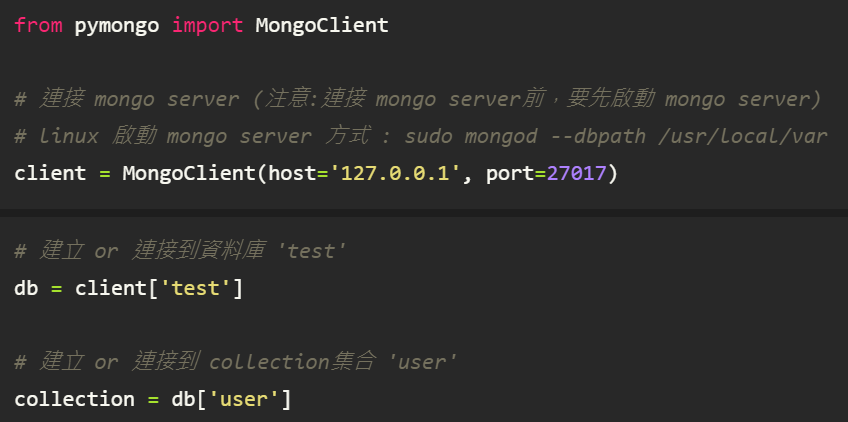 from pymongo import MongoClient
# 連接 mongo server (注意:連接 mongo server前，要先啟動 mongo server)
# linux 啟動 mongo server 方式 : sudo mongod --dbpath /usr/local/var
client = MongoClient(host='127.0.0.1', port=27017)
# 建立 or 連接到資料庫 'test'
db = client['test']
# 建立 or 連接到 collection集合 'user'
collection = db['user']